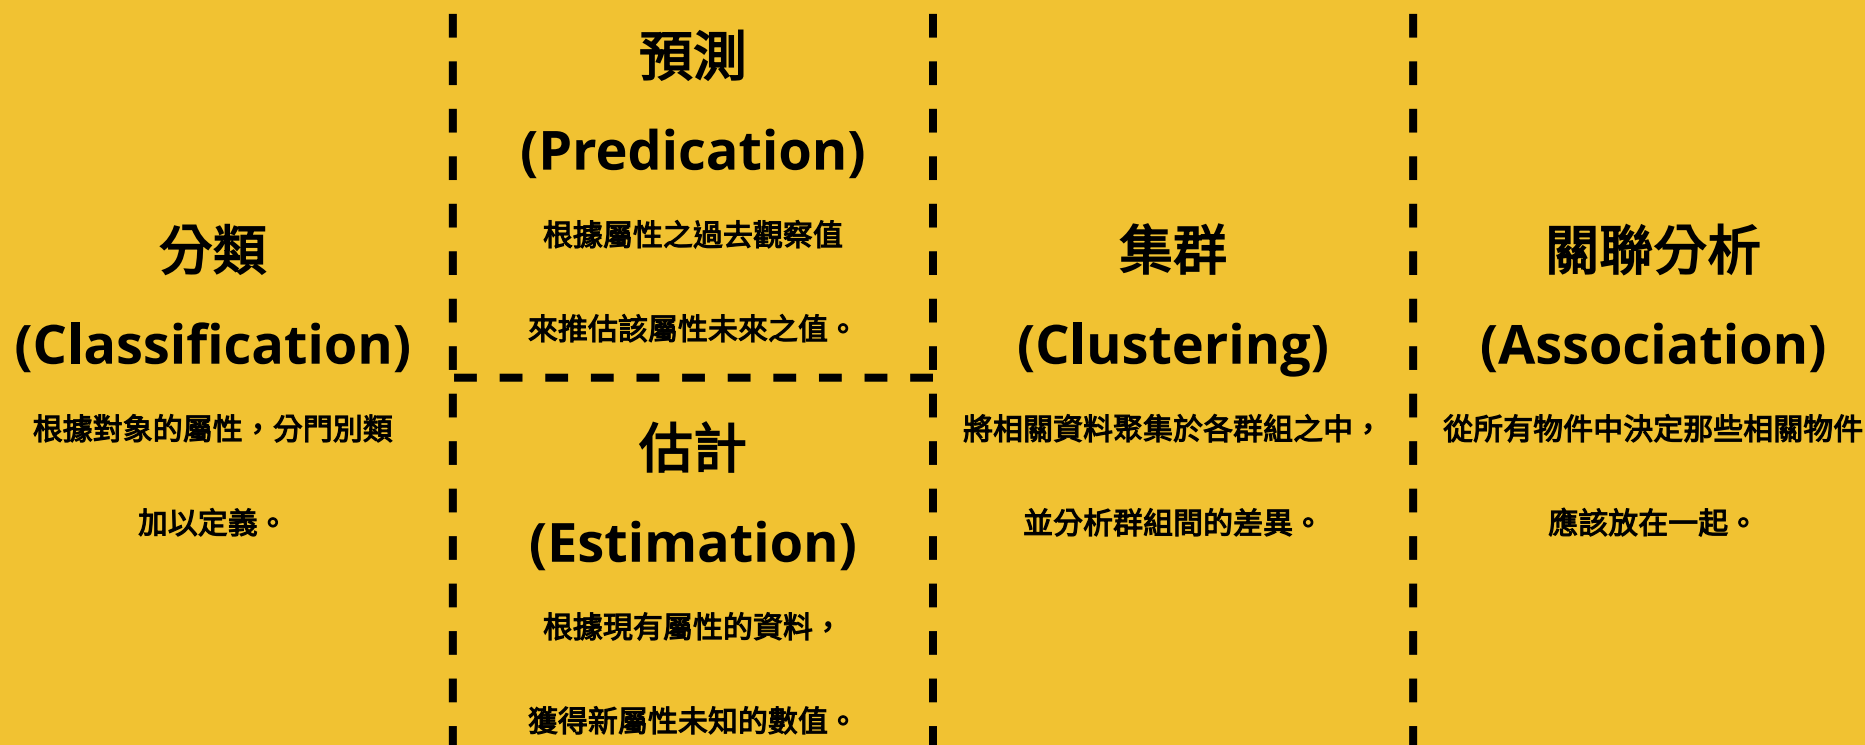 分類
(Classification)
根據對象的屬性，分門別類
加以定義。
預測
(Predication)
根據屬性之過去觀察值
來推估該屬性未來之值。
估計
(Estimation)
根據現有屬性的資料，
獲得新屬性未知的數值。
集群
(Clustering)
將相關資料聚集於各群組之中，
並分析群組間的差異。
關聯分析
(Association)
從所有物件中決定那些相關物件
應該放在一起。